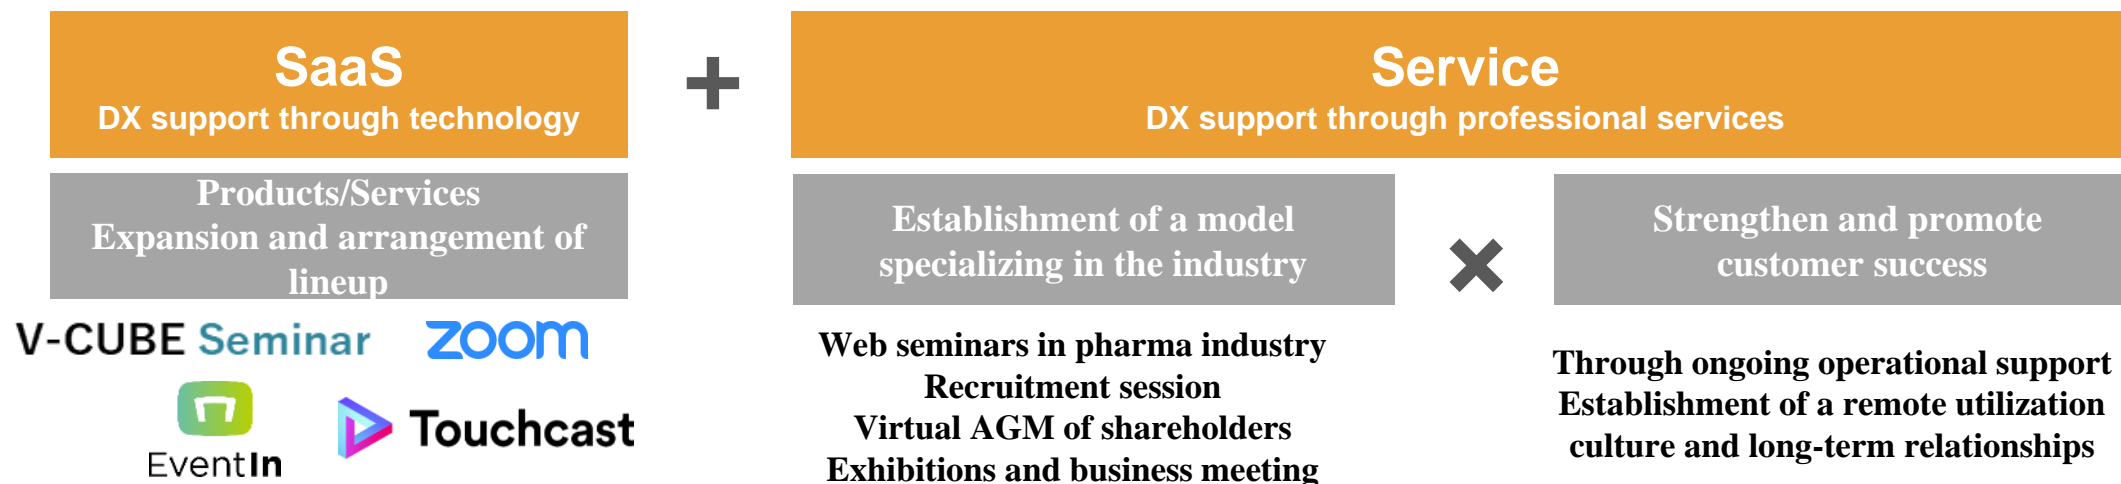 SaaS
DX support through technology
+
Service
DX support through professional services
Products/Services
Expansion and arrangement of
lineup
Establishment of a model
specializing in the industry
×
Strengthen and promote
customer success
V-CUBE Seminar
zoom
EventIn
Touchcast
Web seminars in pharma industry
Recruitment session
Virtual AGM of shareholders
Exhibitions and business meeting
Through ongoing operational support
Establishment of a remote utilization
culture and long-term relationships